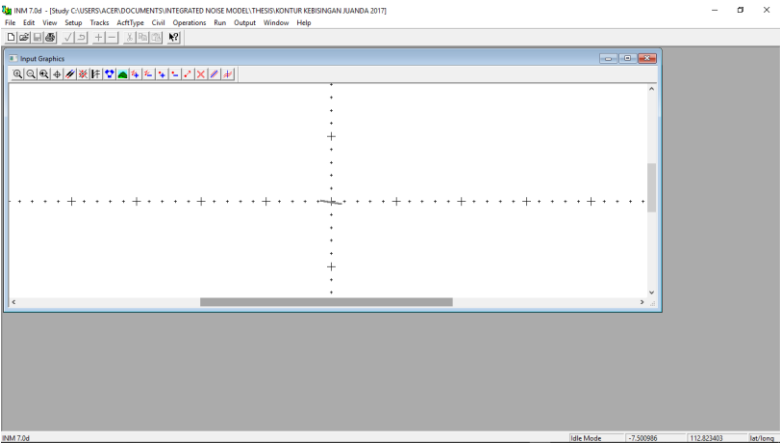 INM 7.0d - [Study C:\USERS\ACER\DOCUMENTS\INTEGRATED NOISE MODEL\THESIS\KONTUR KEBISINGAN JUANDA 2017]
File Edit View Setup Tracks AcftType Civil Operations Run Output Window Help
Input Graphics
INM 7.0d Idle Mode -7.500986 112.823403 lat/long